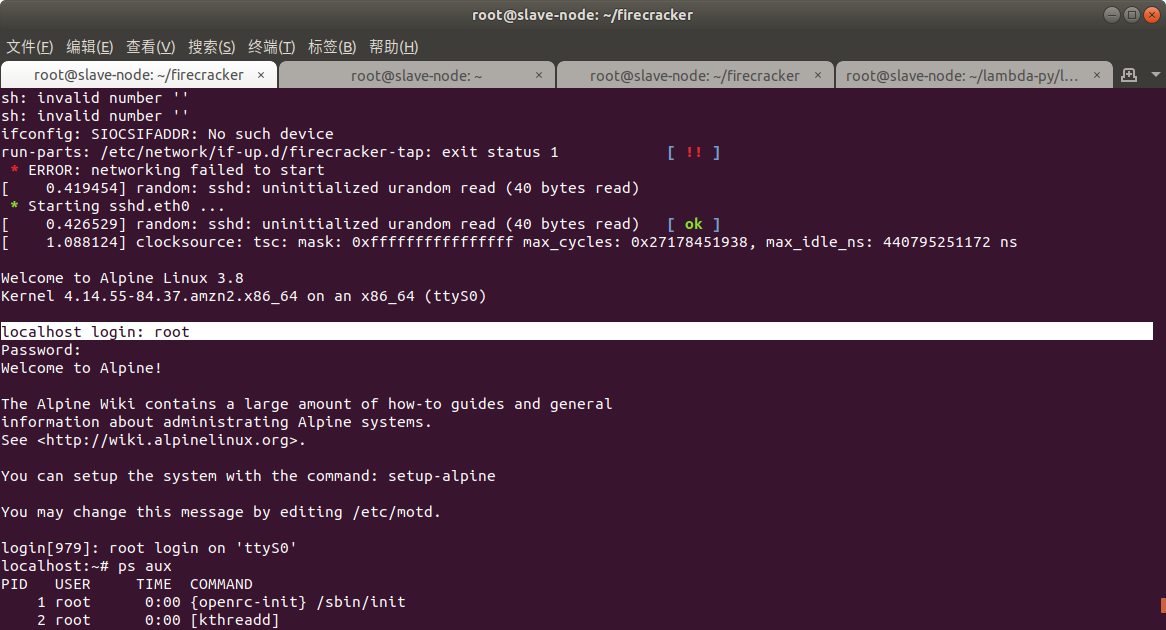 root@slave-node: ~/firecracker
文件(F) 编辑(E) 查看(V) 搜索(S) 终端(T) 标签(B) 帮助(H)
root@slave-node: ~/firecracker × root@slave-node: ~ × root@slave-node: ~/firecracker × root@slave-node: ~/lambda-py/l... ×
sh: invalid number ''
sh: invalid number ''
ifconfig: SIOCSIFADDR: No such device
run-parts: /etc/network/if-up.d/firecracker-tap: exit status 1 [ !! ]
* ERROR: networking failed to start
[    0.419454] random: sshd: uninitialized urandom read (40 bytes read)
* Starting sshd.eth0 ...
[    0.426529] random: sshd: uninitialized urandom read (40 bytes read) [ ok ]
[    1.088124] clocksource: tsc: mask: 0xffffffffffffffff max_cycles: 0x27178451938, max_idle_ns: 440795251172 ns
Welcome to Alpine Linux 3.8
Kernel 4.14.55-84.37.amzn2.x86_64 on an x86_64 (ttyS0)
localhost login: root
Password:
Welcome to Alpine!
The Alpine Wiki contains a large amount of how-to guides and general
information about administrating Alpine systems.
See <http://wiki.alpinelinux.org>.
You can setup the system with the command: setup-alpine
You may change this message by editing /etc/motd.
login[979]: root login on 'ttyS0'
localhost:~# ps aux
PID   USER     TIME  COMMAND
1 root      0:00 {openrc-init} /sbin/init
2 root      0:00 [kthreadd]